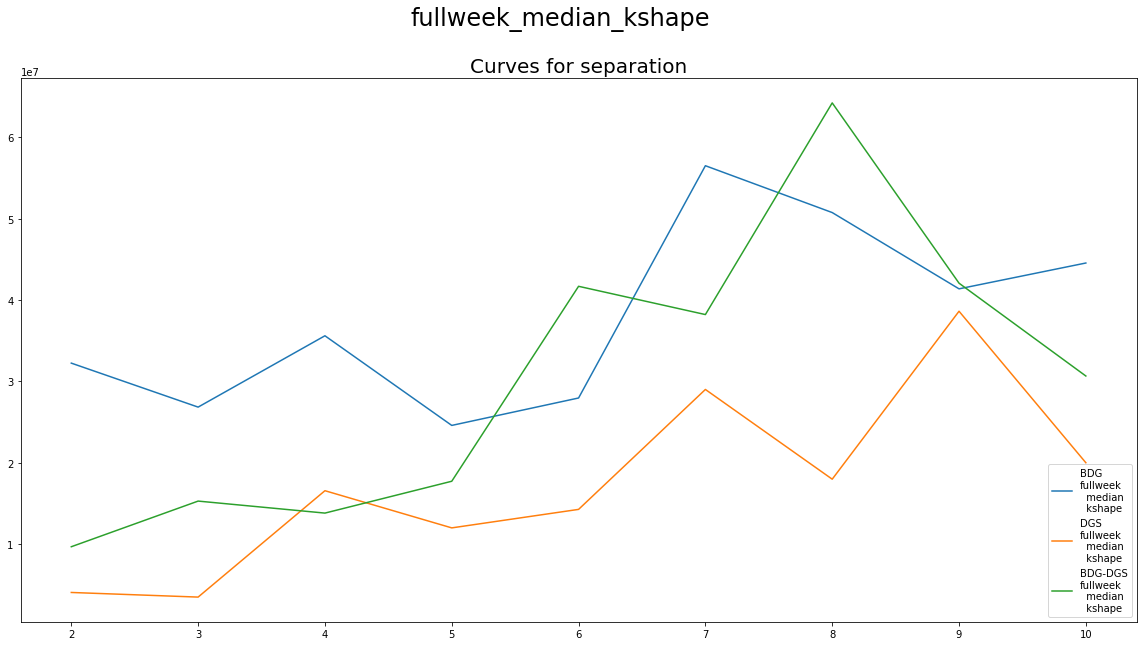 fullweek_median_kshape
Curves for separation
1e7
6
5
4
3
2
1
2 3 4 5 6 7 8 9 10
BDG
fullweek
median
kshape
DGS
fullweek
median
kshape
BDG-DGS
fullweek
median
kshape